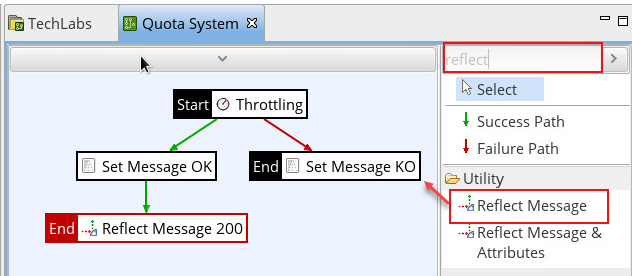 TechLabs
Quota System
reflect
Start Throttling
Select
Success Path
Set Message OK
End Set Message KO
Failure Path
Utility
Reflect Message
End Reflect Message 200
Reflect Message &
Attributes